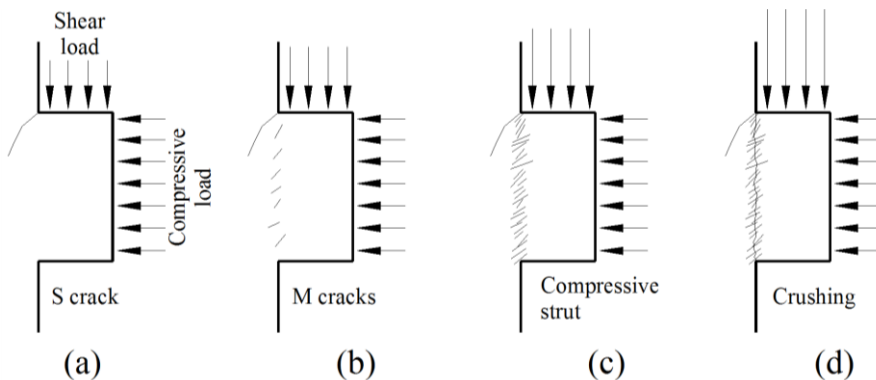 Shear
load
Compressive
load
S crack
M cracks
Compressive
strut
Crushing
(a)
(b)
(c)
(d)